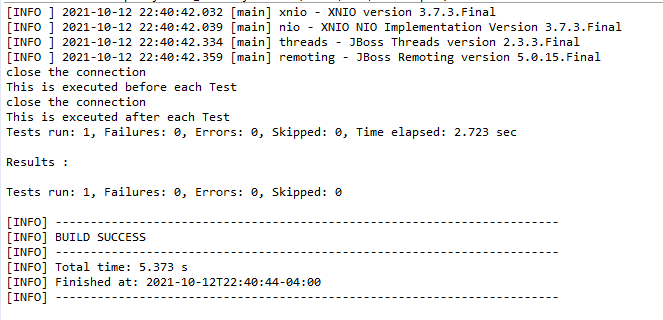 [INFO ] 2021-10-12 22:40:42.032 [main] xnio - XNIO version 3.7.3.Final
[INFO ] 2021-10-12 22:40:42.039 [main] nio - XNIO NIO Implementation Version 3.7.3.Final
[INFO ] 2021-10-12 22:40:42.334 [main] threads - JBoss Threads version 2.3.3.Final
[INFO ] 2021-10-12 22:40:42.359 [main] remoting - JBoss Remoting version 5.0.15.Final
close the connection
This is executed before each Test
close the connection
This is exceuted after each Test
Tests run: 1, Failures: 0, Errors: 0, Skipped: 0, Time elapsed: 2.723 sec
Results :
Tests run: 1, Failures: 0, Errors: 0, Skipped: 0
[INFO] ------------------------------------------------------------------------
[INFO] BUILD SUCCESS
[INFO] ------------------------------------------------------------------------
[INFO] Total time: 5.373 s
[INFO] Finished at: 2021-10-12T22:40:44-04:00
[INFO] ------------------------------------------------------------------------